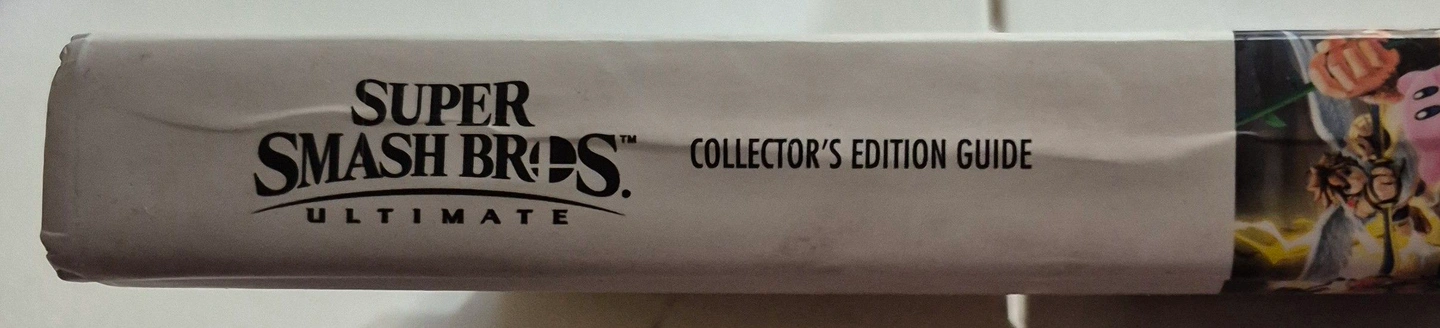 SUPER
SMASH BROS.™
ULTIMATE
COLLECTOR'S EDITION GUIDE